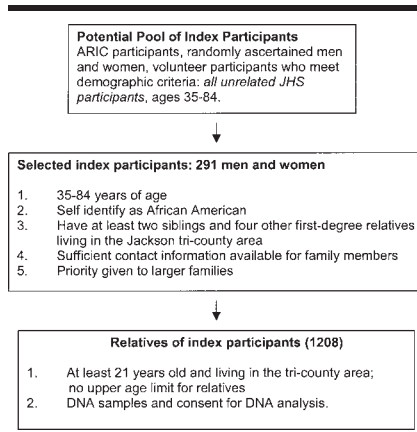 Potential Pool of Index Participants
ARIC participants, randomly ascertained men
and women, volunteer participants who meet
demographic criteria: all unrelated JHS
participants, ages 35-84.
Selected index participants: 291 men and women
1. 35-84 years of age
2. Self identify as African American
3. Have at least two siblings and four other first-degree relatives
living in the Jackson tri-county area
4. Sufficient contact information available for family members
5. Priority given to larger families
Relatives of index participants (1208)
1. At least 21 years old and living in the tri-county area;
no upper age limit for relatives
2. DNA samples and consent for DNA analysis.